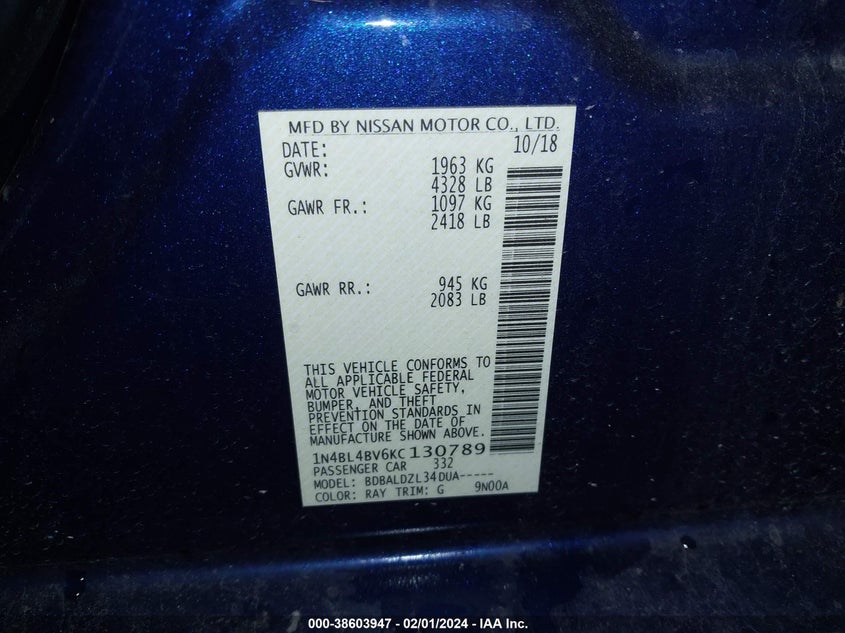 MFD BY NISSAN MOTOR CO., LTD.
DATE: 10/18
GVWR: 1963 KG
4328 LB
GAWR FR.: 1097 KG
2418 LB
GAWR RR.: 945 KG
2083 LB
THIS VEHICLE CONFORMS TO
ALL APPLICABLE FEDERAL
MOTOR VEHICLE SAFETY,
BUMPER, AND THEFT
PREVENTION STANDARDS IN
EFFECT ON THE DATE OF
MANUFACTURE SHOWN ABOVE.
1N4BL4BV6KC130789
PASSENGER CAR 332
MODEL: BDBALDZL34DUA-----
COLOR: RAY TRIM: G 9N00A
000-38603947 - 02/01/2024 - IAA Inc.